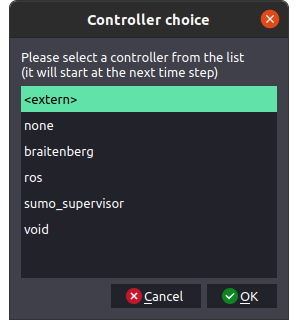 Controller choice
Please select a controller from the list
(it will start at the next time step)
<extern>
none
braitenberg
ros
sumo_supervisor
void
Cancel
OK